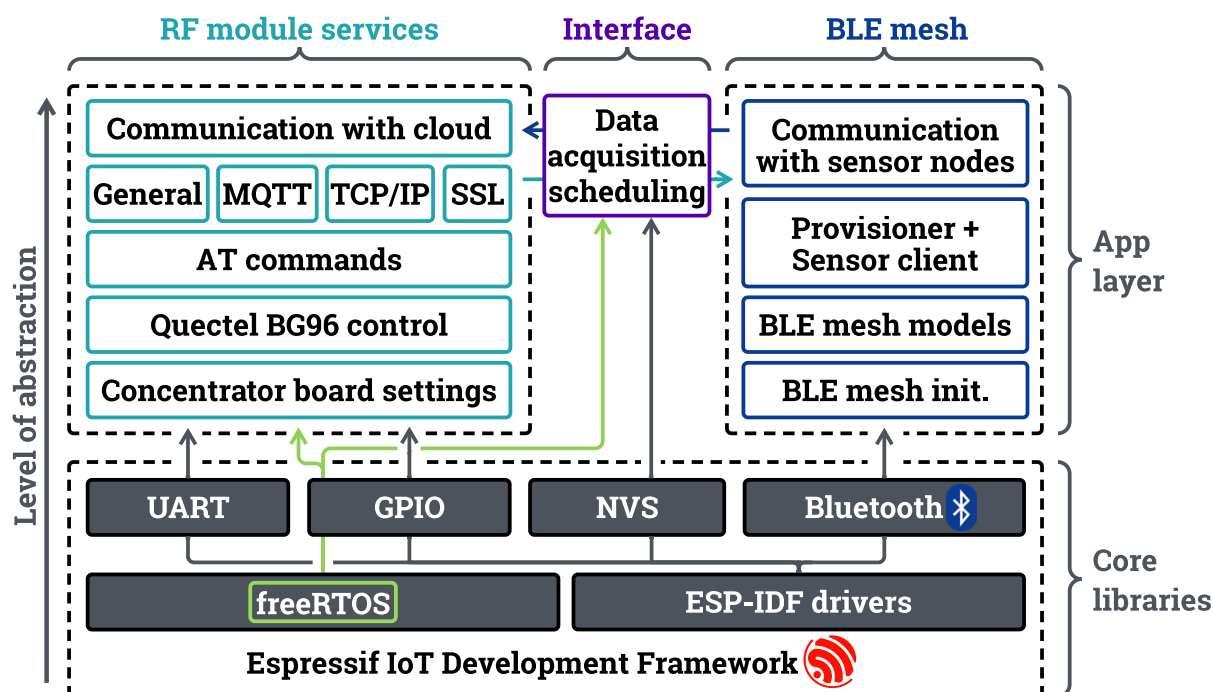 RF module services
Interface
BLE mesh
Communication with cloud
General
MQTT
TCP/IP
SSL
AT commands
Quectel BG96 control
Concentrator board settings
Data
acquisition
scheduling
Communication
with sensor nodes
Provisioner +
Sensor client
BLE mesh models
BLE mesh init.
App
layer
Level of abstraction
UART
GPIO
NVS
Bluetooth
freeRTOS
ESP-IDF drivers
Espressif IoT Development Framework
Core
libraries